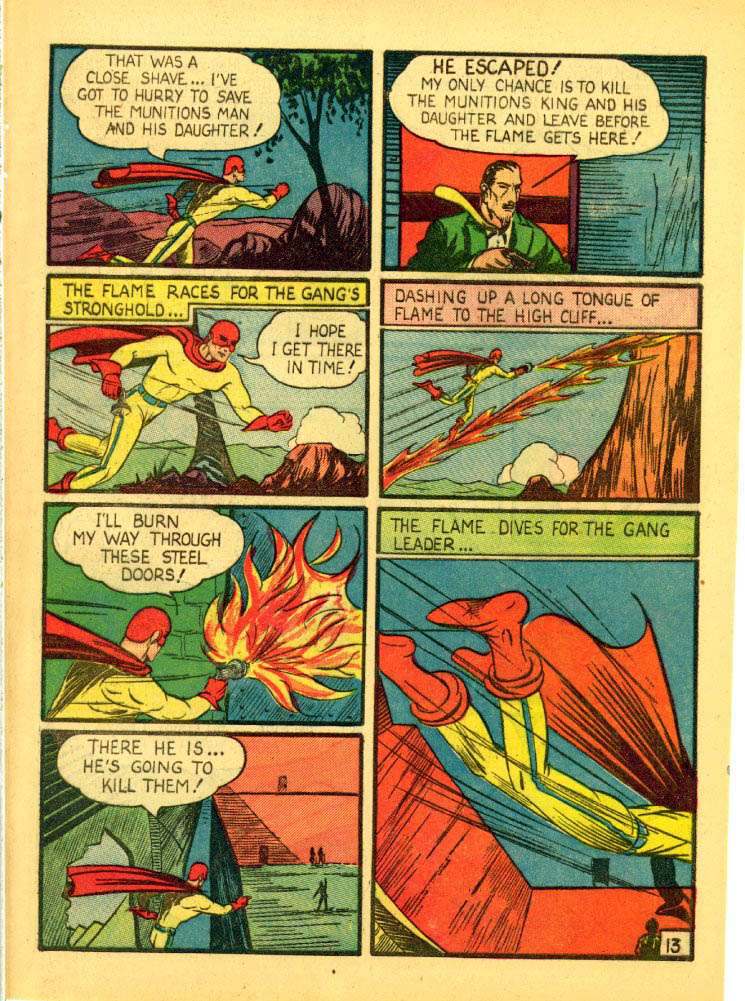 THAT WAS A
CLOSE SHAVE... I'VE
GOT TO HURRY TO SAVE
THE MUNITIONS MAN
AND HIS DAUGHTER!
HE ESCAPED!
MY ONLY CHANCE IS TO KILL
THE MUNITIONS KING AND HIS
DAUGHTER AND LEAVE BEFORE
THE FLAME GETS HERE!
THE FLAME RACES FOR THE GANG'S
STRONGHOLD...
I HOPE
I GET THERE
IN TIME!
DASHING UP A LONG TONGUE OF
FLAME TO THE HIGH CLIFF...
I'LL BURN
MY WAY THROUGH
THESE STEEL
DOORS!
THERE HE IS...
HE'S GOING TO
KILL THEM!
THE FLAME DIVES FOR THE GANG
LEADER...
13